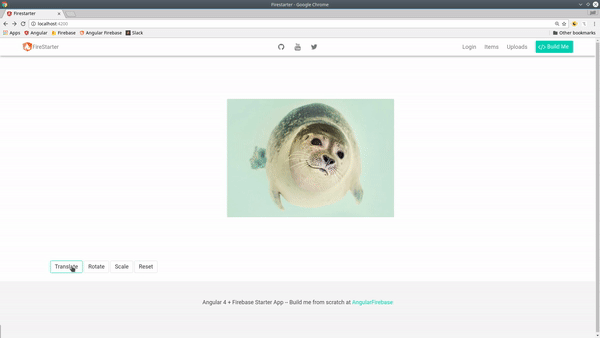 Firestarter - Google Chrome
Firestarter
localhost:4200
Apps Angular Firebase Angular Firebase Slack Other bookmarks
FireStarter Login Items Uploads </> Build Me
Translate Rotate Scale Reset
Angular 4 + Firebase Starter App – Build me from scratch at AngularFirebase